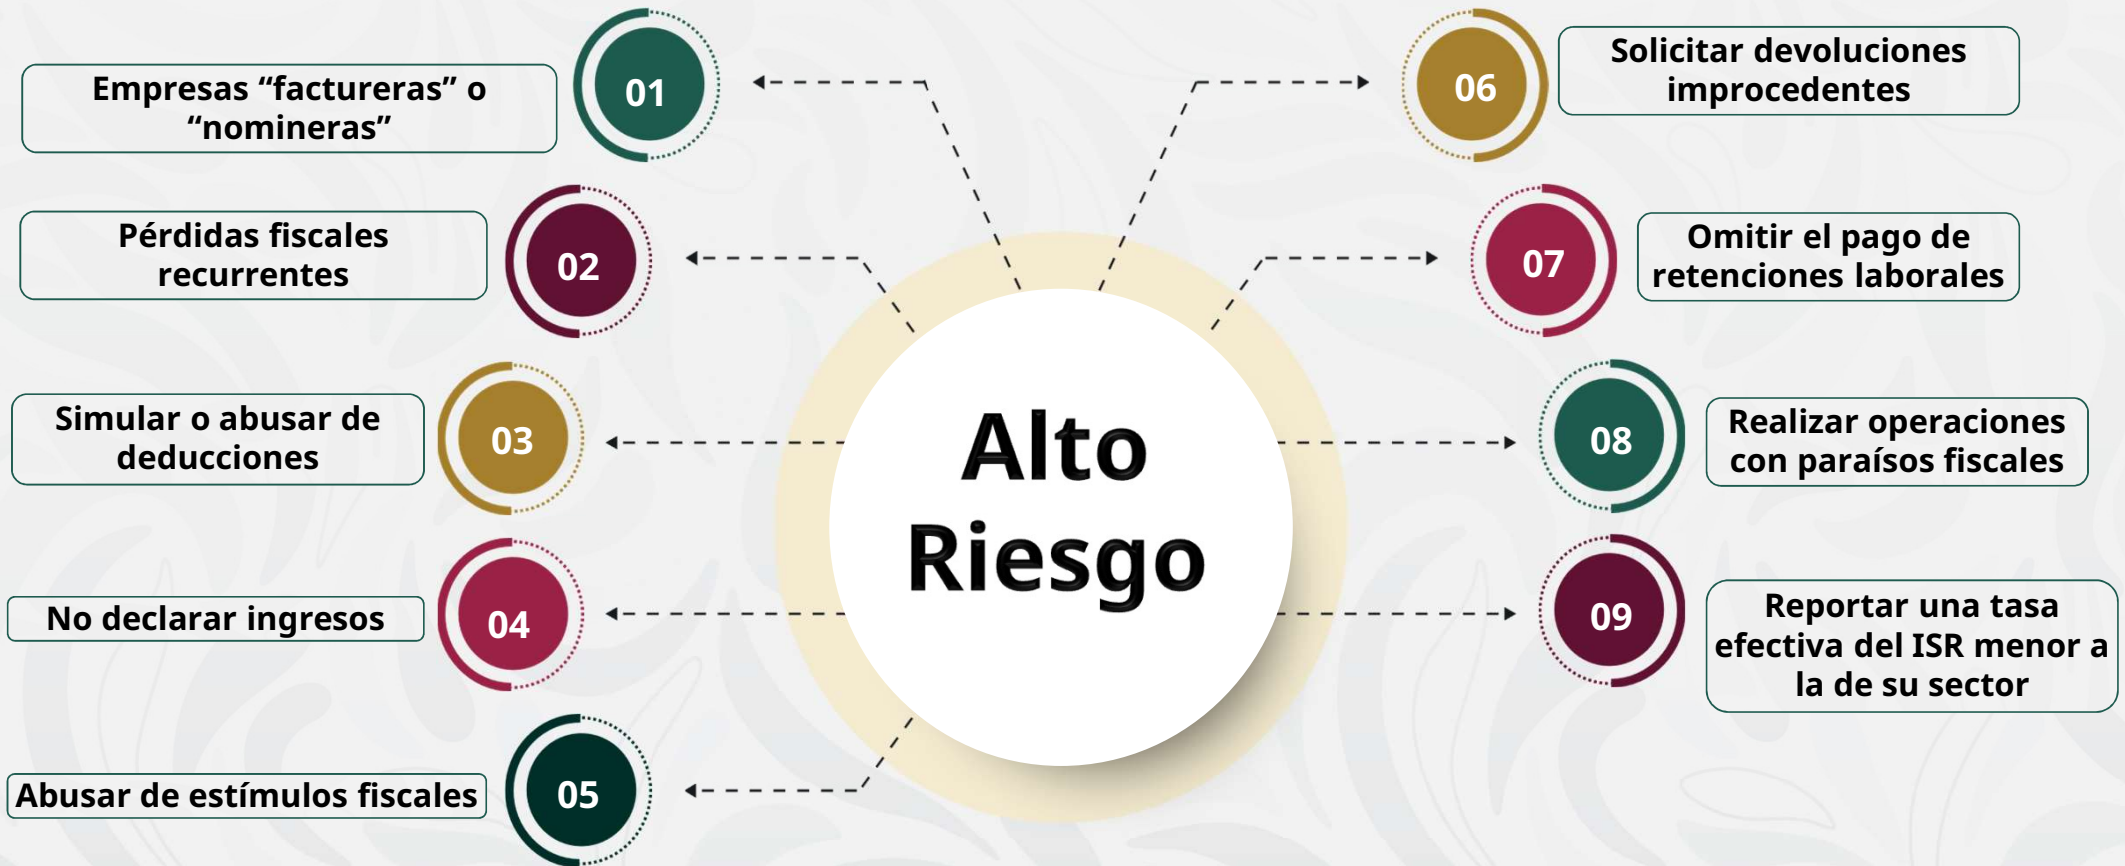 01
Empresas “factureras” o
“nomineras”
02
Pérdidas fiscales
recurrentes
03
Simular o abusar de
deducciones
04
No declarar ingresos
05
Abusar de estímulos fiscales
Alto
Riesgo
06
Solicitar devoluciones
improcedentes
07
Omitir el pago de
retenciones laborales
08
Realizar operaciones
con paraísos fiscales
09
Reportar una tasa
efectiva del ISR menor a
la de su sector